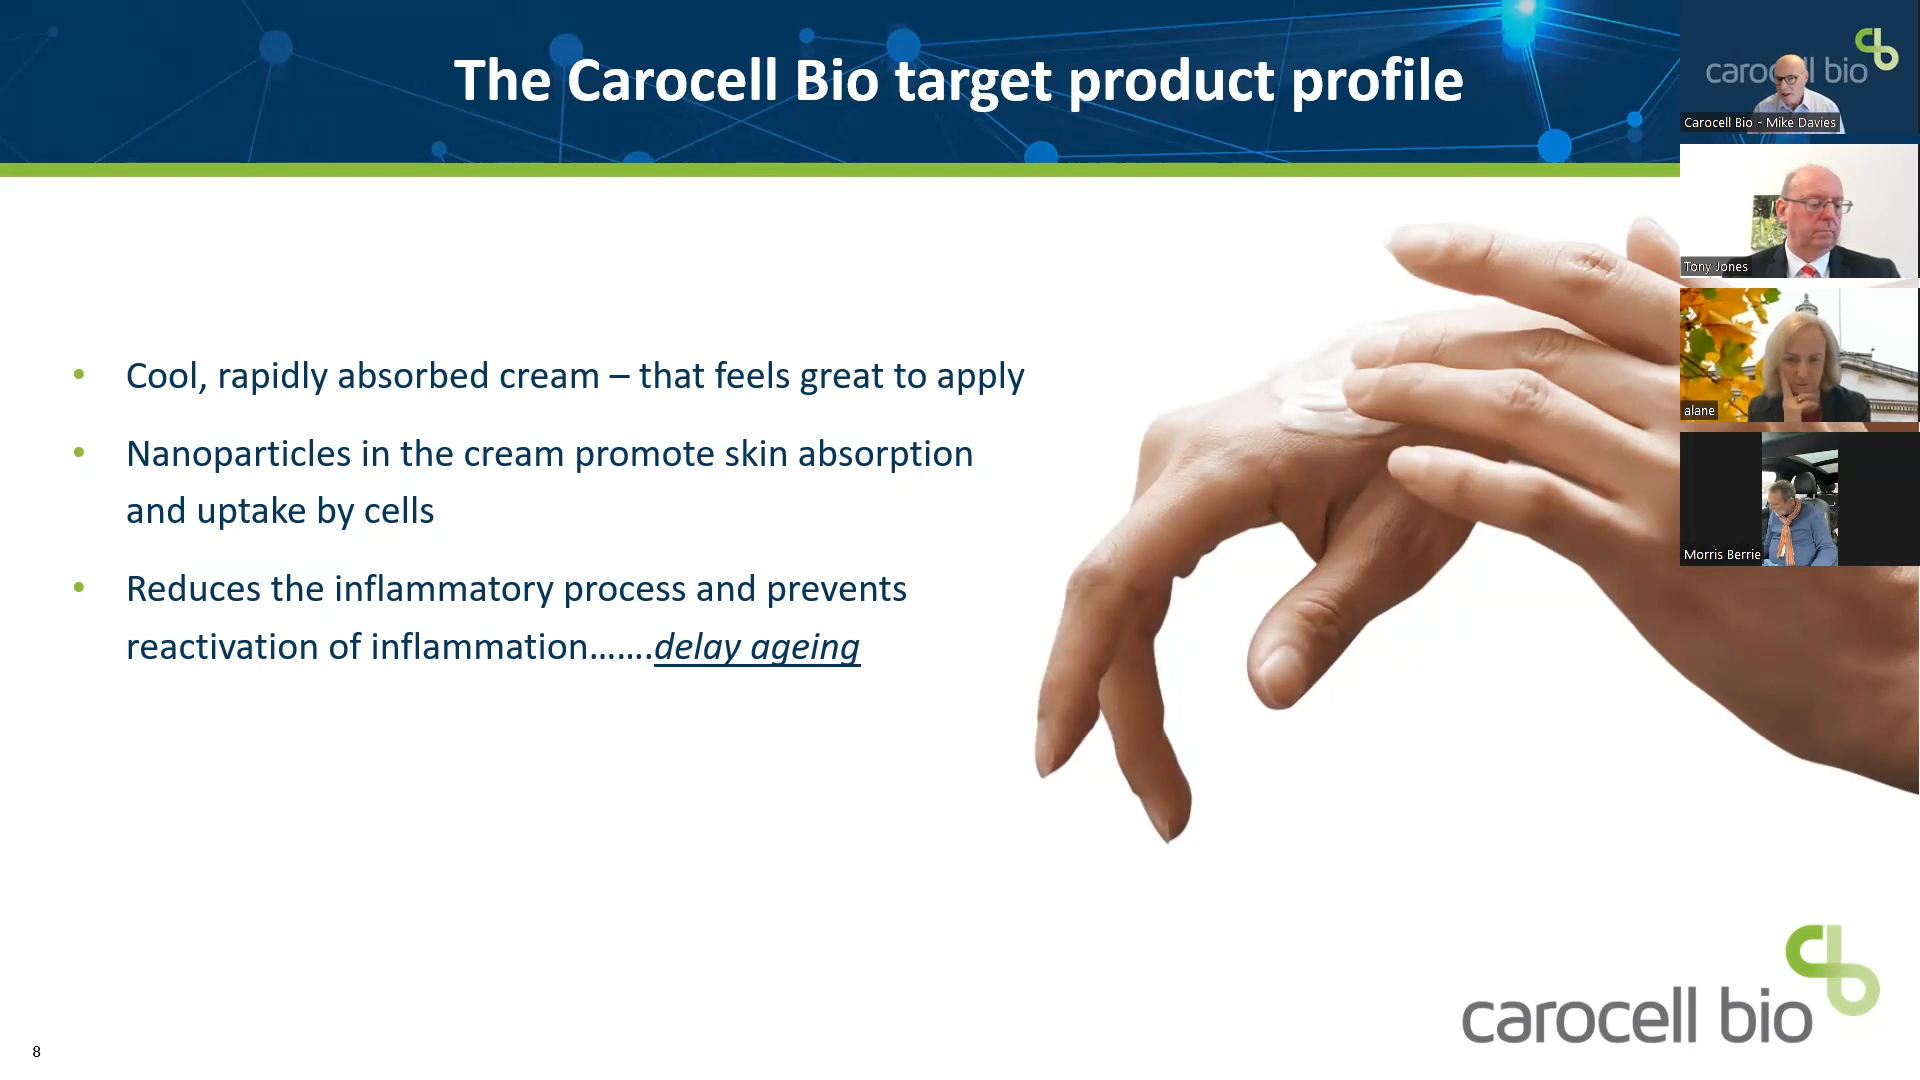 The Carocell Bio target product profile
• Cool, rapidly absorbed cream – that feels great to apply
• Nanoparticles in the cream promote skin absorption
and uptake by cells
• Reduces the inflammatory process and prevents
reactivation of inflammation…….delay ageing
8
carocell bio
Carocell Bio - Mike Davies
Tony Jones
alane
Morris Berrie
carocell bio